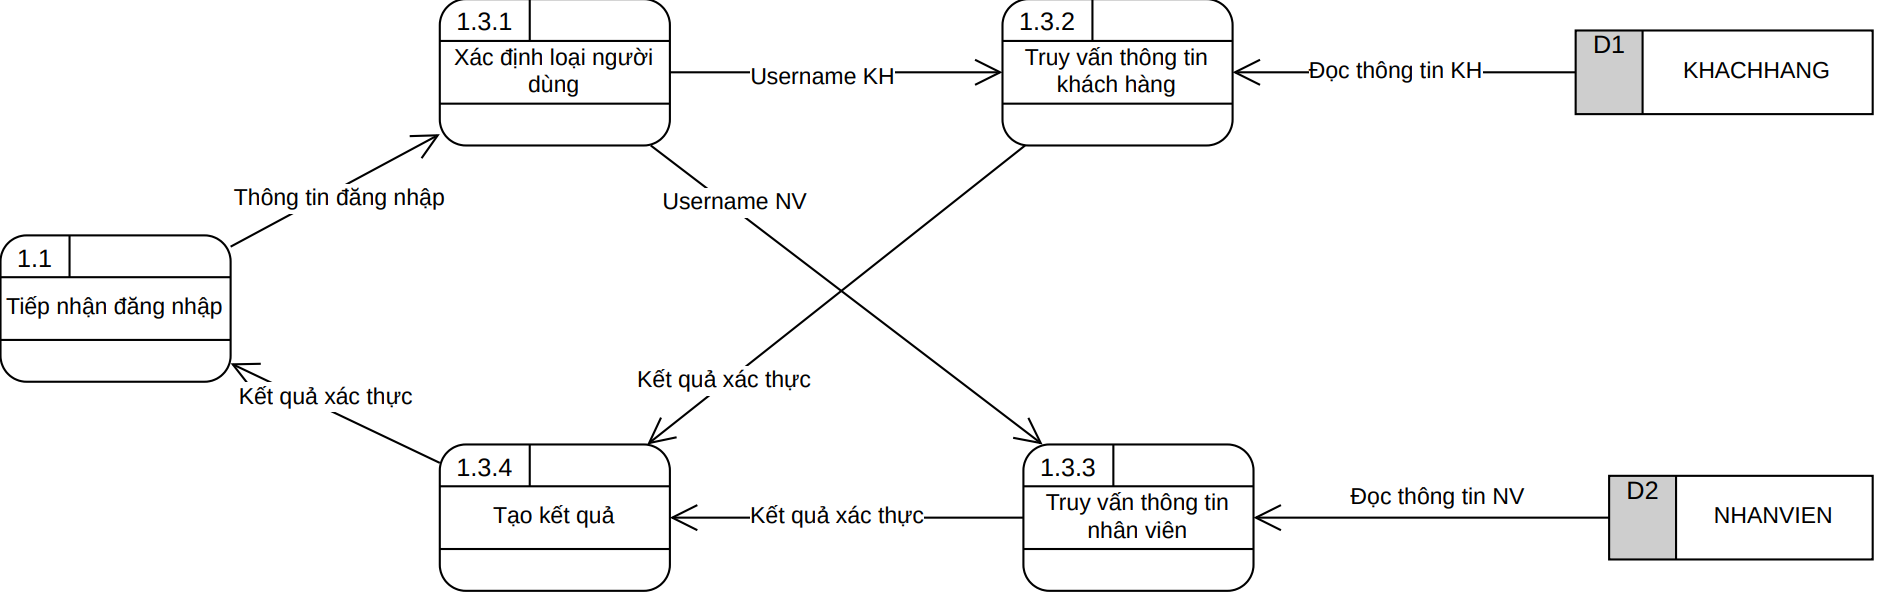 1.3.1
Xác định loại người
dùng
Username KH
1.3.2
Truy vấn thông tin
khách hàng
Đọc thông tin KH
D1
KHACHHANG
Thông tin đăng nhập
Username NV
1.1
Tiếp nhận đăng nhập
Kết quả xác thực
Kết quả xác thực
1.3.4
Tạo kết quả
Kết quả xác thực
1.3.3
Truy vấn thông tin
nhân viên
Đọc thông tin NV
D2
NHANVIEN